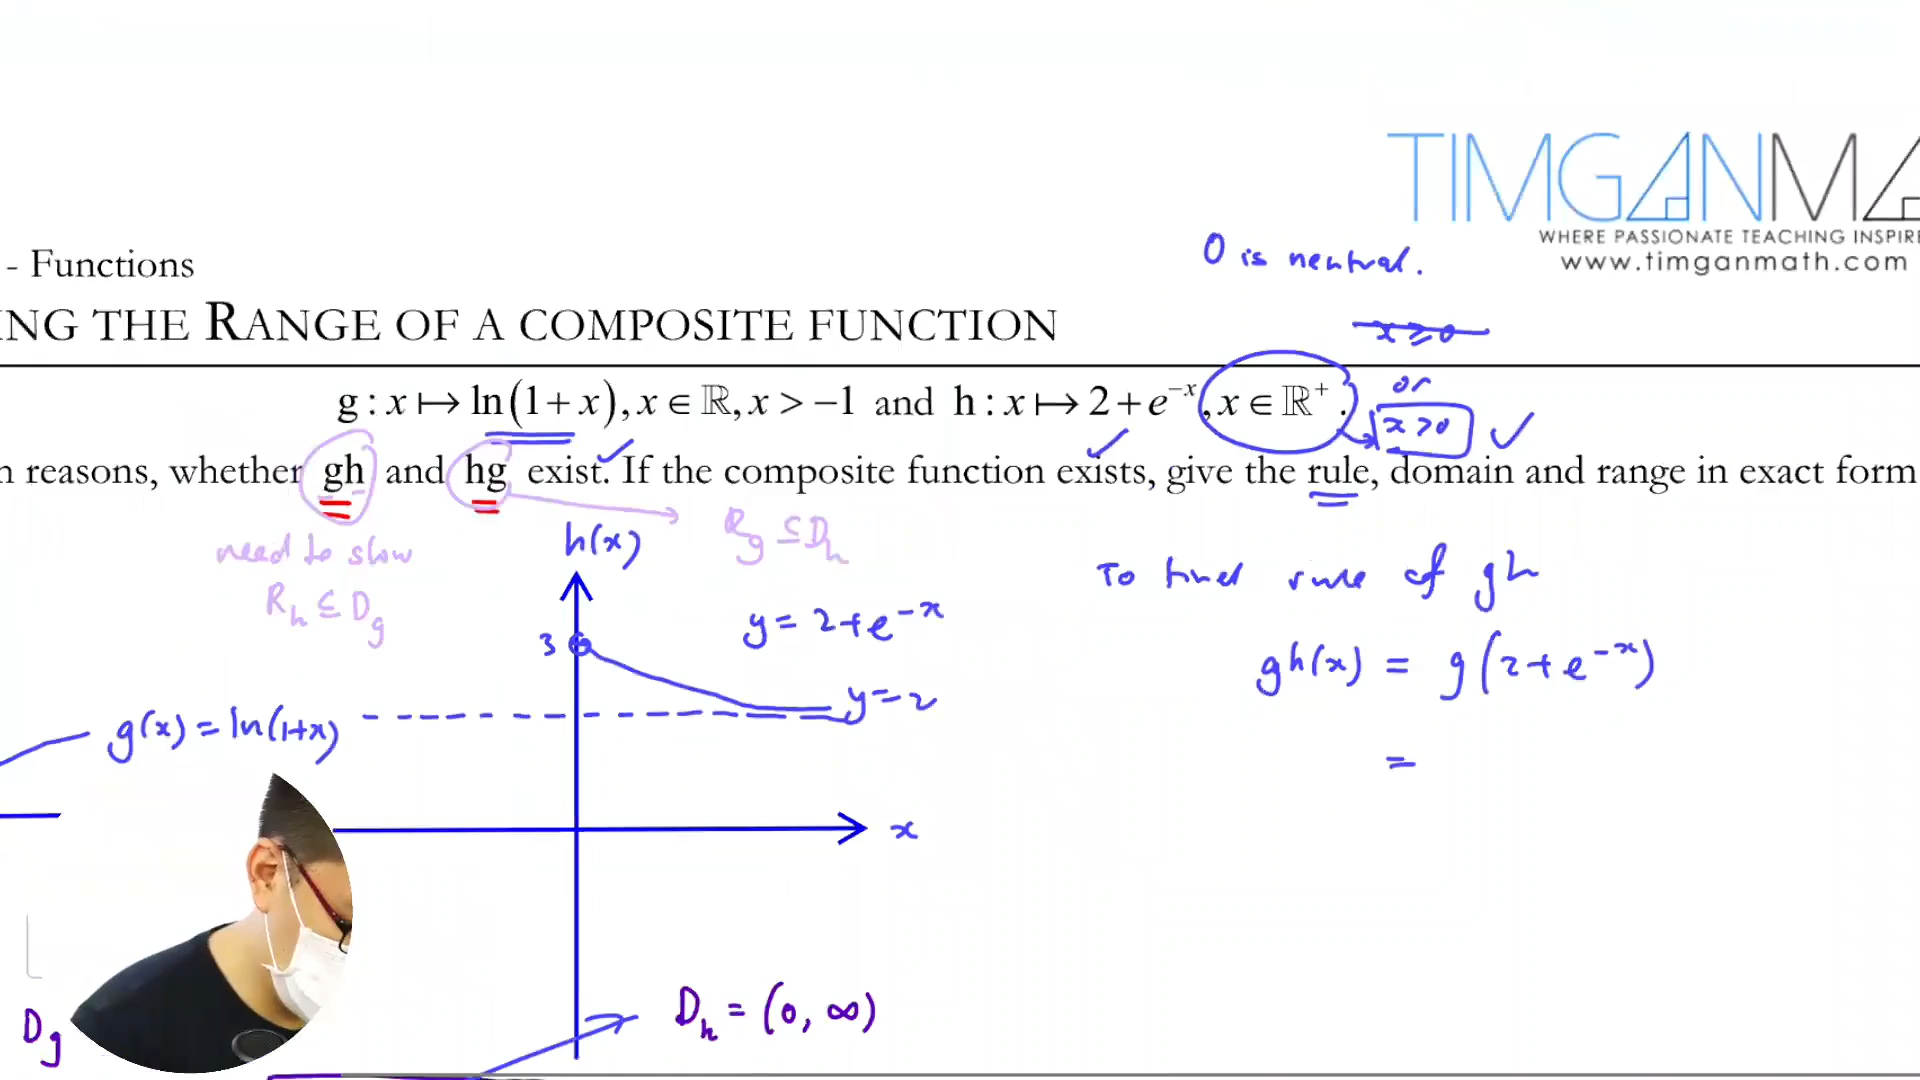 TIMGANMA
WHERE PASSIONATE TEACHING INSPIRE
www.timganmath.com
0 is neutral.
- Functions
ING THE RANGE OF A COMPOSITE FUNCTION
x ≥ 0
or
x > 0 ✓
g : x ↦ ln(1 + x), x ∈ ℝ, x > −1 and h : x ↦ 2 + e^{−x}, x ∈ ℝ⁺.
n reasons, whether gh and hg exist. If the composite function exists, give the rule, domain and range in exact form
need to show
R_h ⊆ D_g
R_g ⊆ D_h
h(x)
3
y = 2 + e^{−x}
y = 2
g(x) = ln(1+x)
x
D_h = (0, ∞)
D_g
To find rule of gh
gh(x) = g(2 + e^{−x})
=